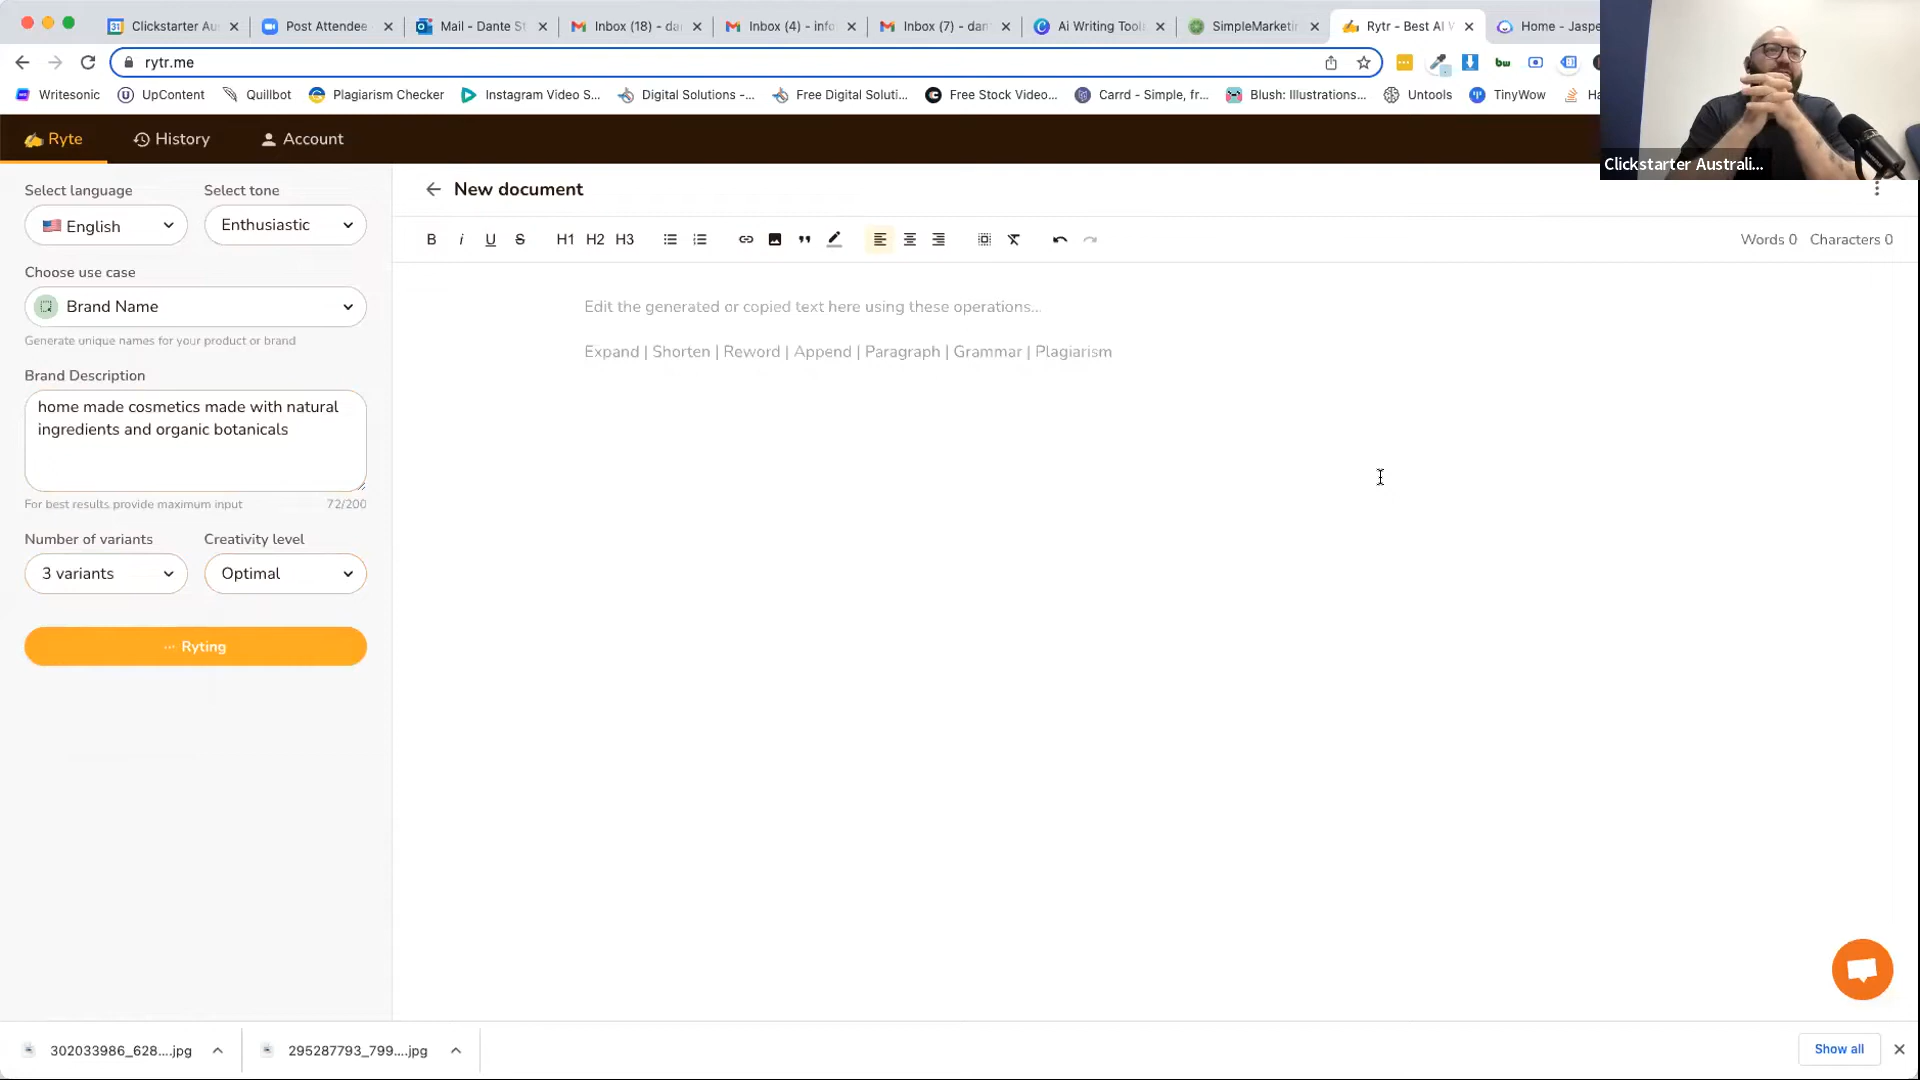 Clickstarter Au
Post Attendee
Mail - Dante St
Inbox (18) - da
Inbox (4) - info
Inbox (7) - dan
Ai Writing Tools
SimpleMarketin
Rytr - Best AI W
Home - Jaspe
rytr.me
Writesonic
UpContent
Quillbot
Plagiarism Checker
Instagram Video S...
Digital Solutions –...
Free Digital Soluti...
Free Stock Video...
Carrd - Simple, fr...
Blush: Illustrations...
Untools
TinyWow
Ha
Clickstarter Australi...
Ryte
History
Account
Select language
Select tone
English
Enthusiastic
Choose use case
Brand Name
Generate unique names for your product or brand
Brand Description
home made cosmetics made with natural
ingredients and organic botanicals
For best results provide maximum input
72/200
Number of variants
Creativity level
3 variants
Optimal
... Ryting
New document
B i U S H1 H2 H3
Words 0 Characters 0
Edit the generated or copied text here using these operations...
Expand | Shorten | Reword | Append | Paragraph | Grammar | Plagiarism
302033986_628....jpg
295287793_799....jpg
Show all